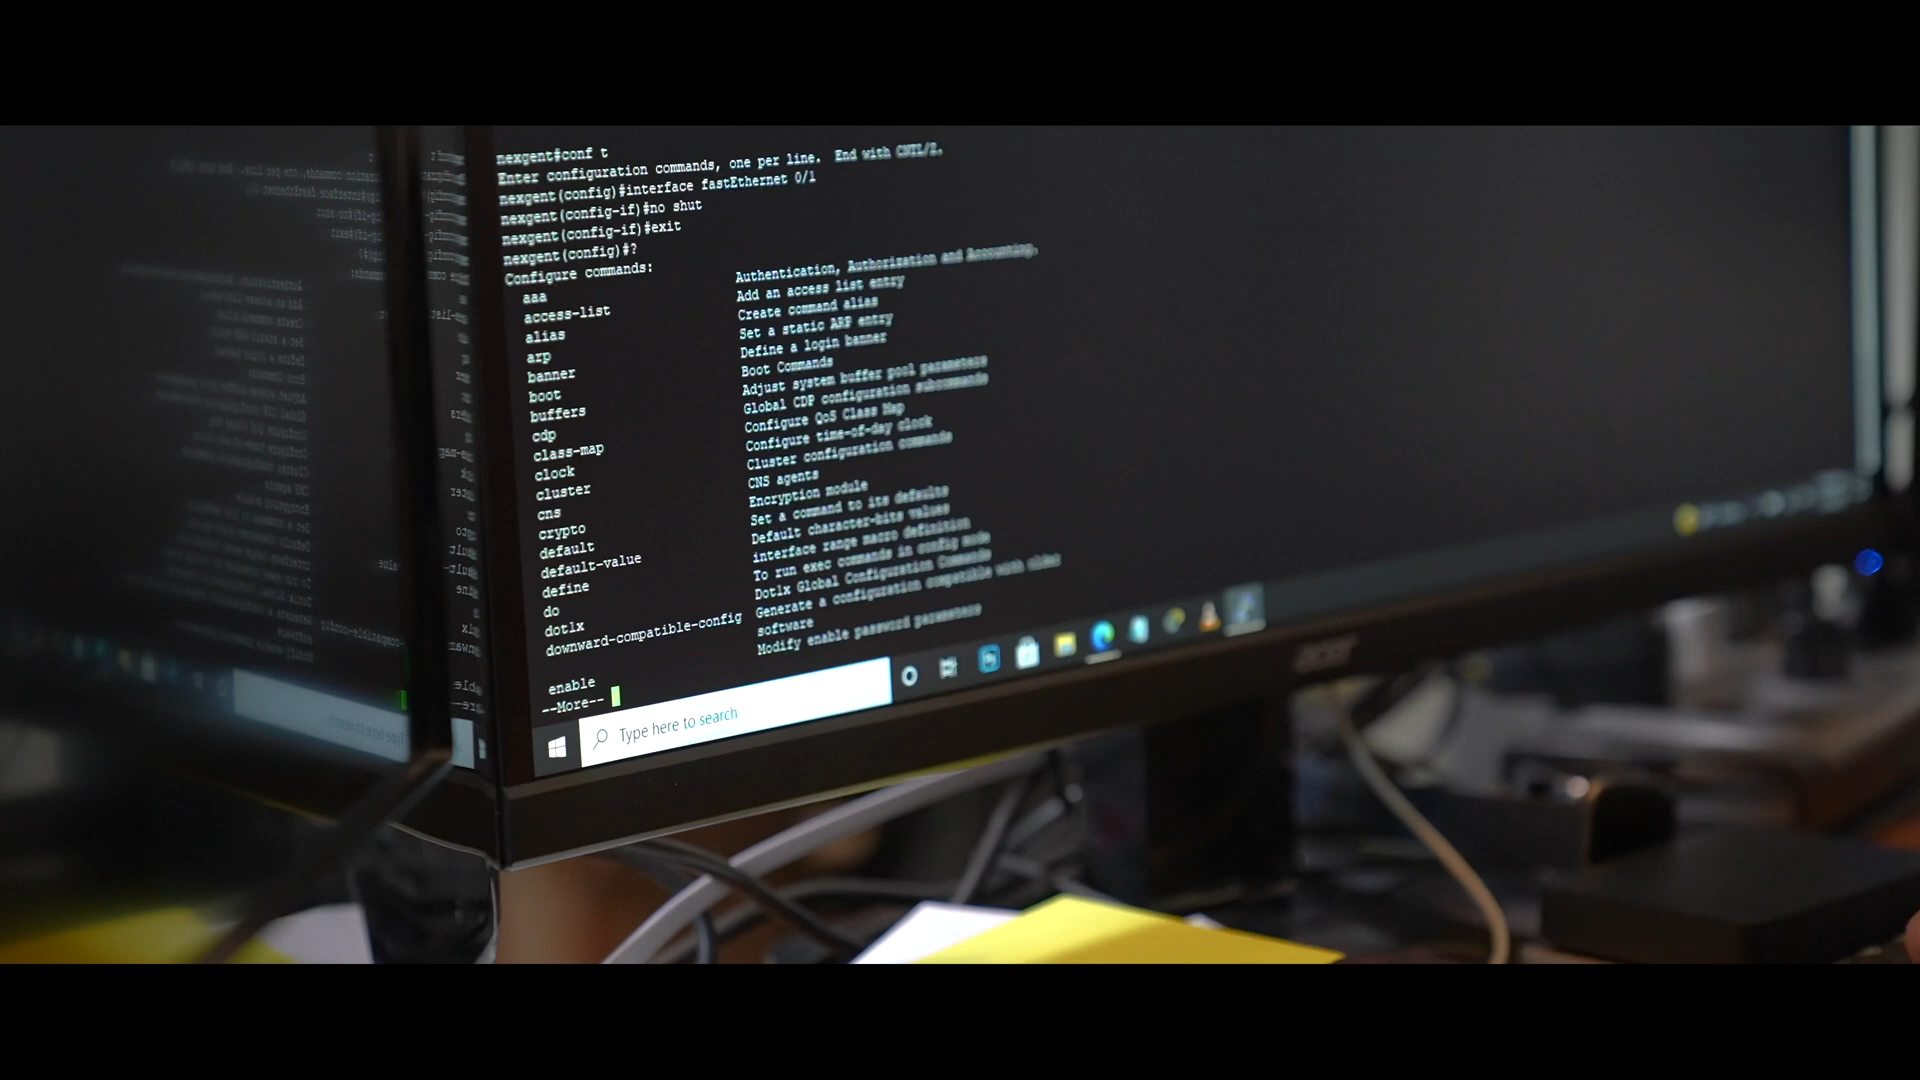 nexgent#conf t
Enter configuration commands, one per line.  End with CNTL/Z.
nexgent(config)#interface fastEthernet 0/1
nexgent(config-if)#no shut
nexgent(config-if)#exit
nexgent(config)#?
Configure commands:
aaa Authentication, Authorization and Accounting.
access-list Add an access list entry
alias Create command alias
arp Set a static ARP entry
banner Define a login banner
boot Boot Commands
buffers Adjust system buffer pool parameters
cdp Global CDP configuration subcommands
class-map Configure QoS Class Map
clock Configure time-of-day clock
cluster Cluster configuration commands
cns CNS agents
crypto Encryption module
default Set a command to its defaults
default-value Default character-bits values
define interface range macro definition
do To run exec commands in config mode
dot1x Dot1x Global Configuration Commands
downward-compatible-config Generate a configuration compatible with older
software
enable Modify enable password parameters
--More--
Type here to search
acer